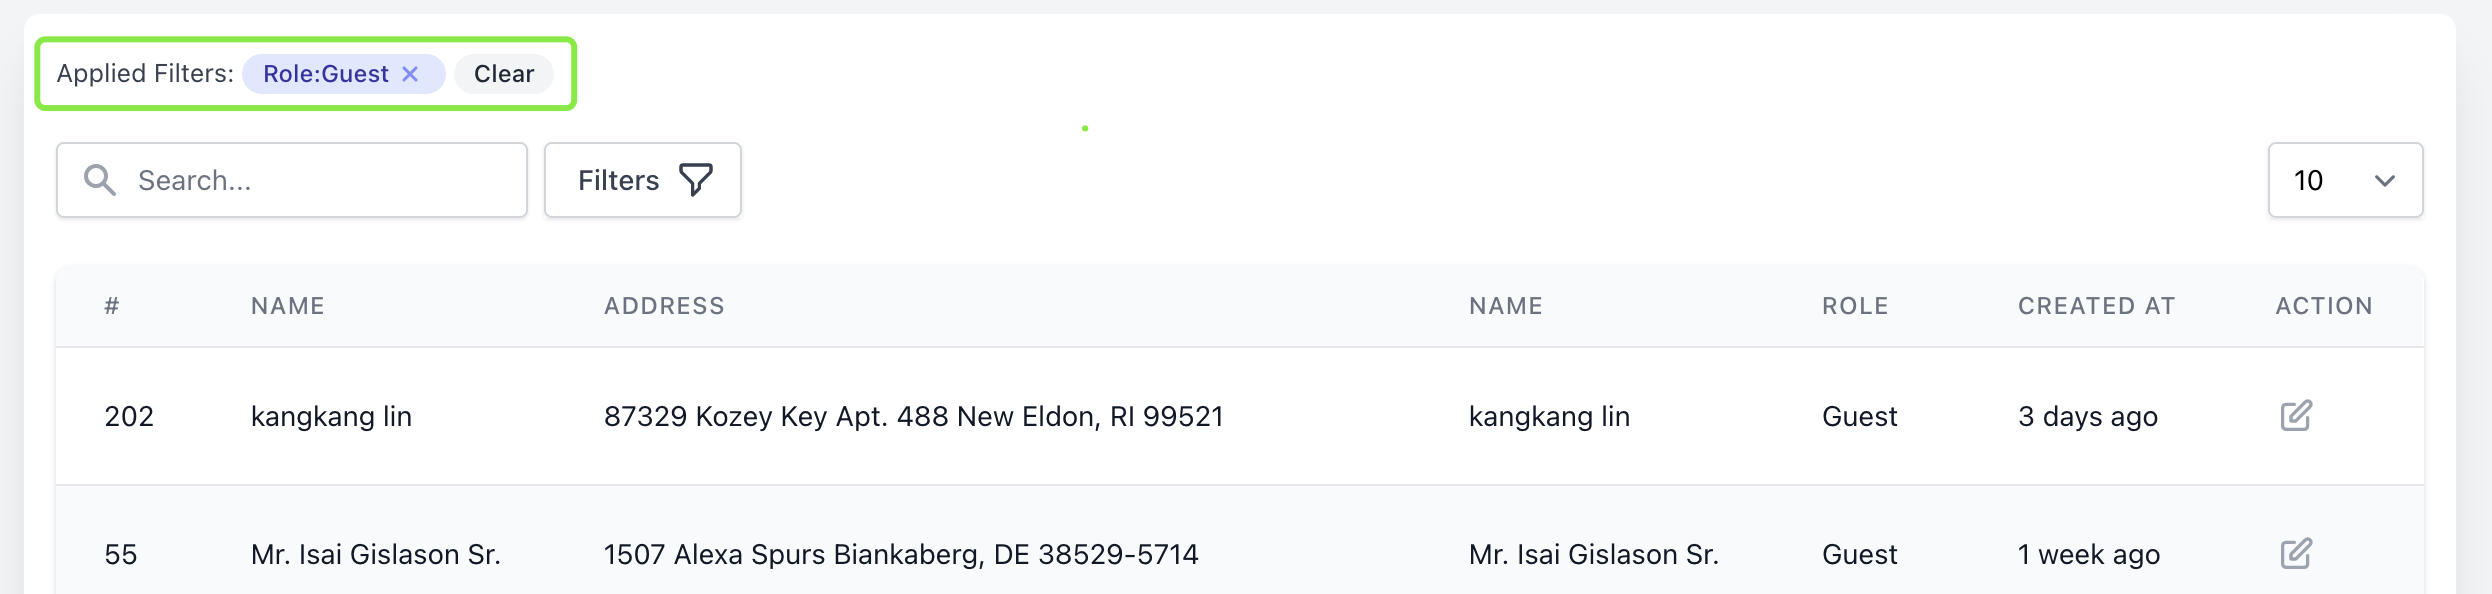 Applied Filters: Role:Guest Clear
Search... Filters 10
# NAME ADDRESS NAME ROLE CREATED AT ACTION
202 kangkang lin 87329 Kozey Key Apt. 488 New Eldon, RI 99521 kangkang lin Guest 3 days ago
55 Mr. Isai Gislason Sr. 1507 Alexa Spurs Biankaberg, DE 38529-5714 Mr. Isai Gislason Sr. Guest 1 week ago